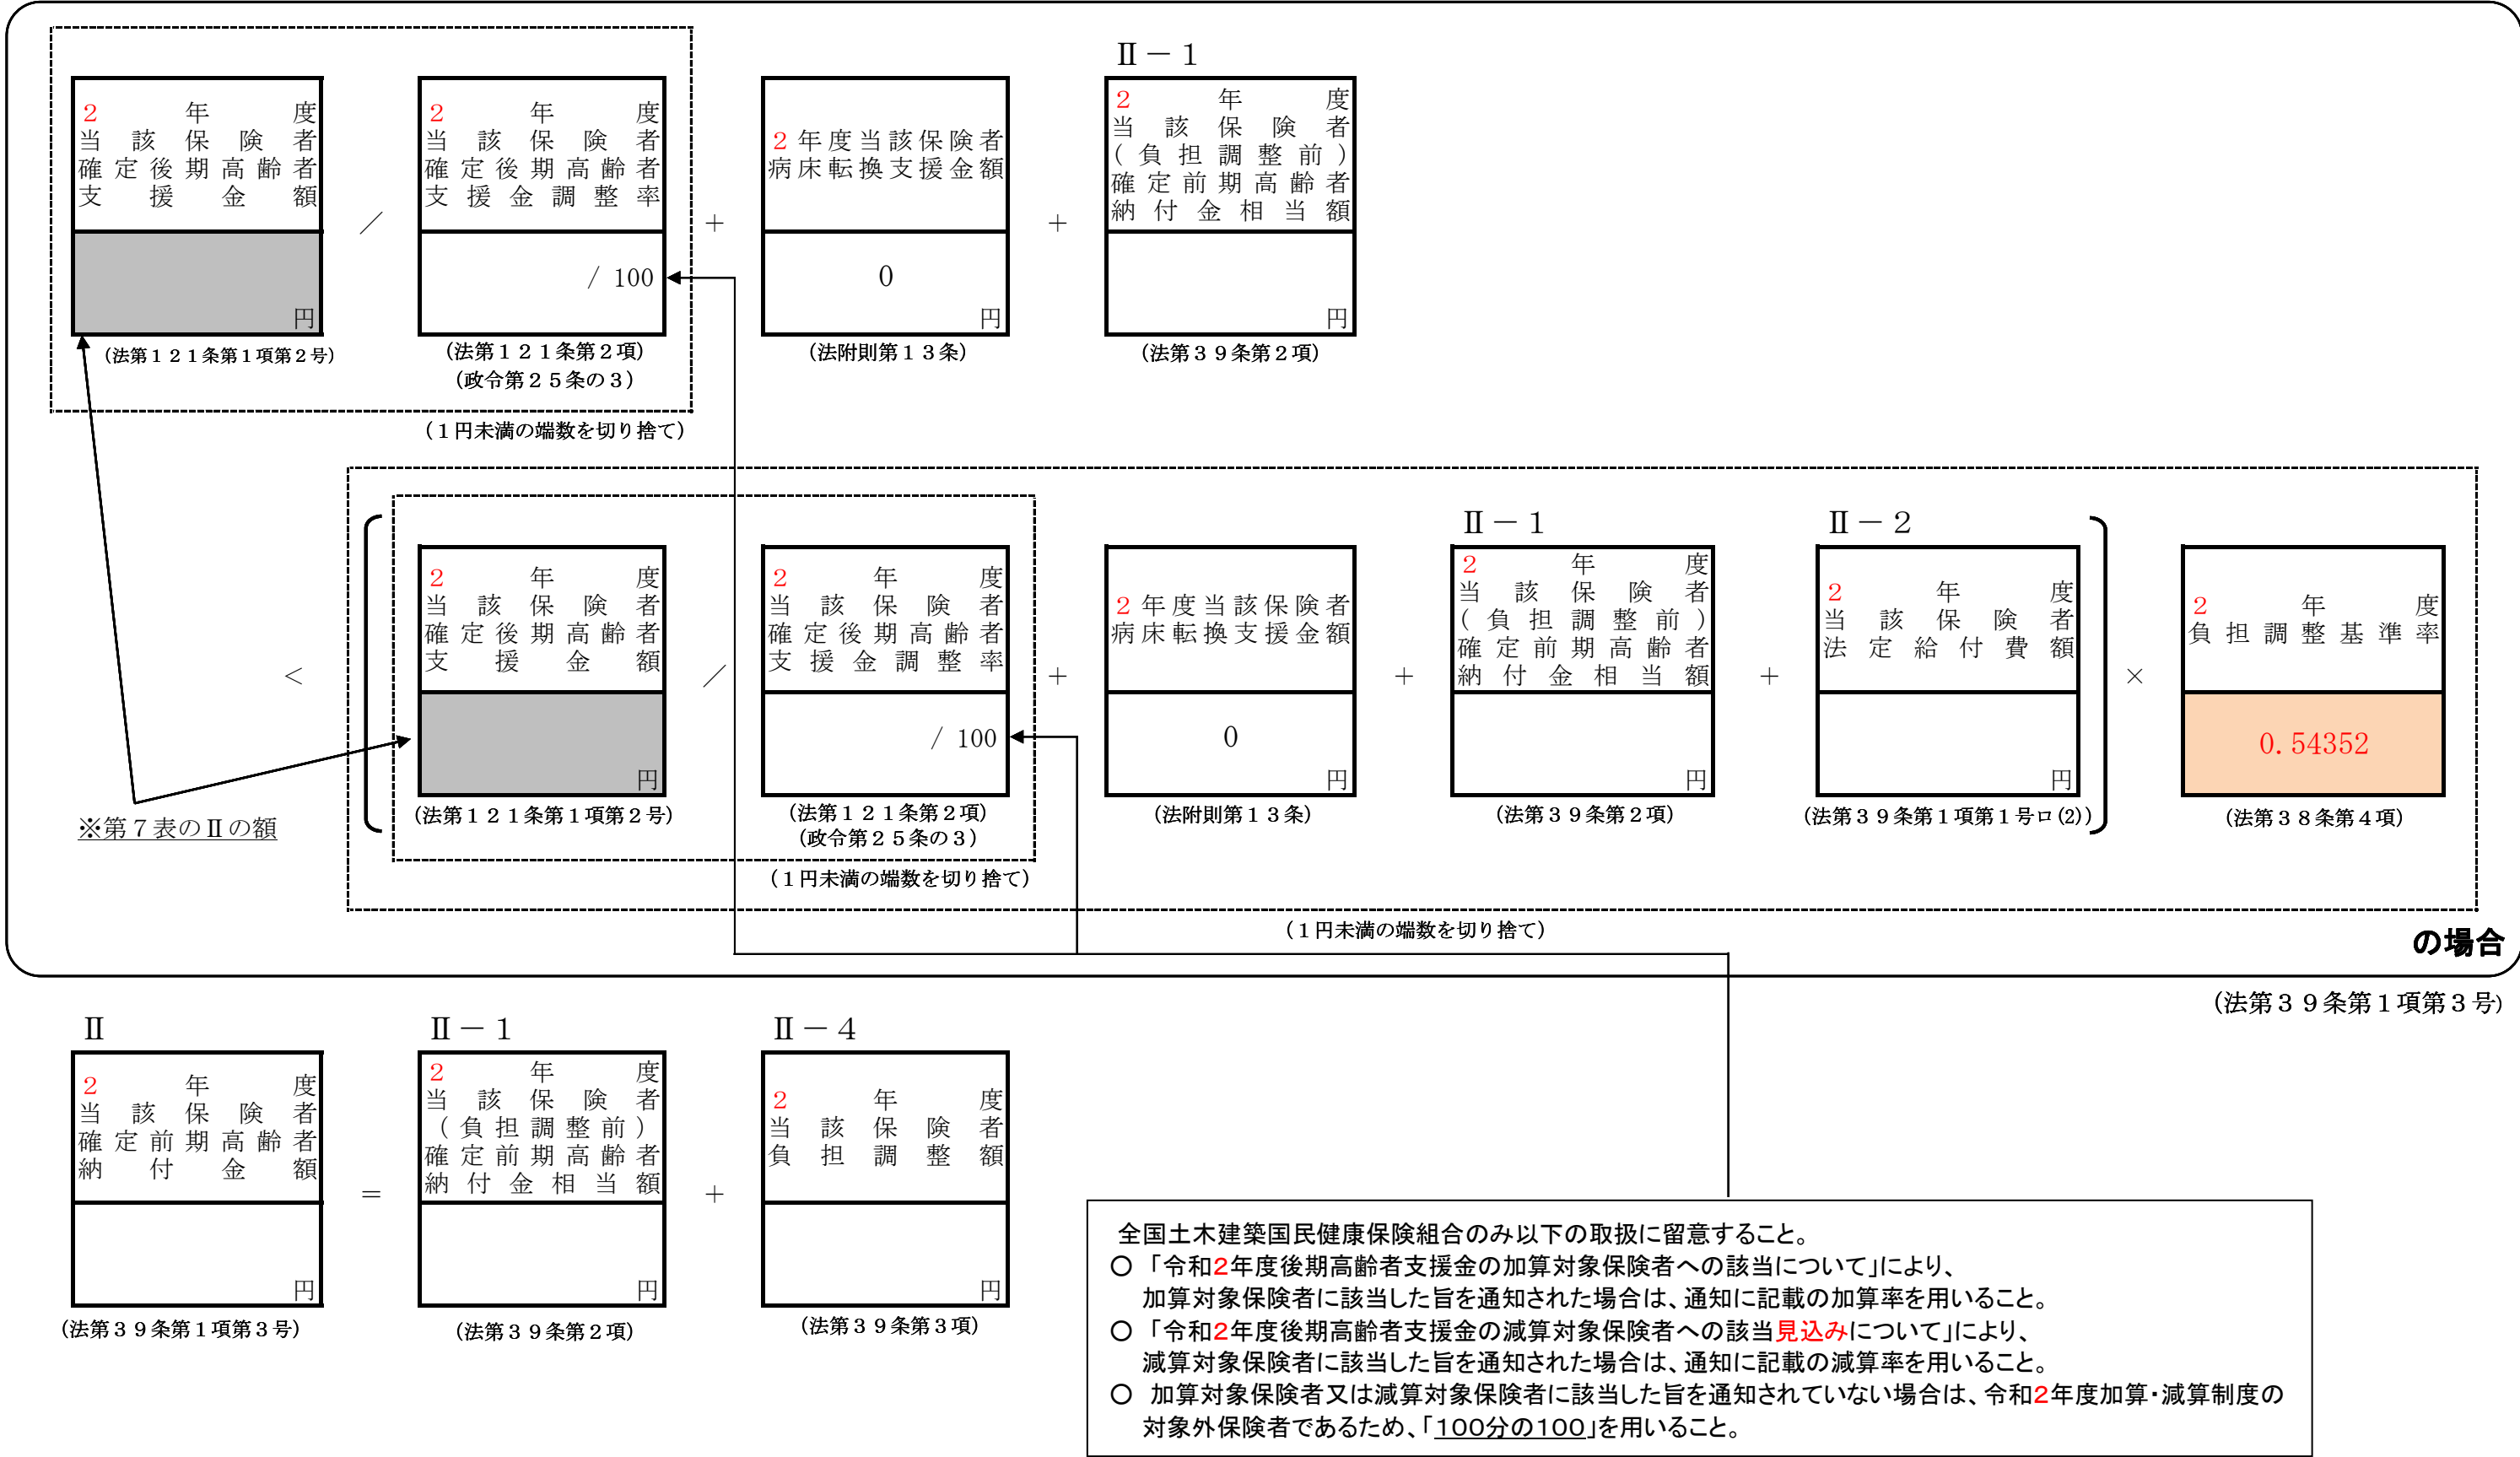 Ⅱ－1
2年度
当該保険者
確定後期高齢者
支援金額
円
(法第121条第1項第2号)
／
2年度
当該保険者
確定後期高齢者
支援金調整率
/ 100
(法第121条第2項)
(政令第25条の3)
＋
2年度当該保険者
病床転換支援金額
0
円
(法附則第13条)
＋
2年度
当該保険者
(負担調整前)
確定前期高齢者
納付金相当額
円
(法第39条第2項)
(1円未満の端数を切り捨て)
＜
2年度
当該保険者
確定後期高齢者
支援金額
円
(法第121条第1項第2号)
／
2年度
当該保険者
確定後期高齢者
支援金調整率
/ 100
(法第121条第2項)
(政令第25条の3)
＋
2年度当該保険者
病床転換支援金額
0
円
(法附則第13条)
＋
Ⅱ－1
2年度
当該保険者
(負担調整前)
確定前期高齢者
納付金相当額
円
(法第39条第2項)
＋
Ⅱ－2
2年度
当該保険者
法定給付費額
円
(法第39条第1項第1号ロ(2))
×
2年度
負担調整基準率
0.54352
(法第38条第4項)
※第7表のⅡの額
(1円未満の端数を切り捨て)
(1円未満の端数を切り捨て)
の場合
(法第39条第1項第3号)
Ⅱ
2年度
当該保険者
確定前期高齢者
納付金額
円
(法第39条第1項第3号)
＝
Ⅱ－1
2年度
当該保険者
(負担調整前)
確定前期高齢者
納付金相当額
円
(法第39条第2項)
＋
Ⅱ－4
2年度
当該保険者
負担調整額
円
(法第39条第3項)
全国土木建築国民健康保険組合のみ以下の取扱に留意すること。
○ 「令和2年度後期高齢者支援金の加算対象保険者への該当について」により、
加算対象保険者に該当した旨を通知された場合は、通知に記載の加算率を用いること。
○ 「令和2年度後期高齢者支援金の減算対象保険者への該当見込みについて」により、
減算対象保険者に該当した旨を通知された場合は、通知に記載の減算率を用いること。
○ 加算対象保険者又は減算対象保険者に該当した旨を通知されていない場合は、令和2年度加算・減算制度の
対象外保険者であるため、「100分の100」を用いること。